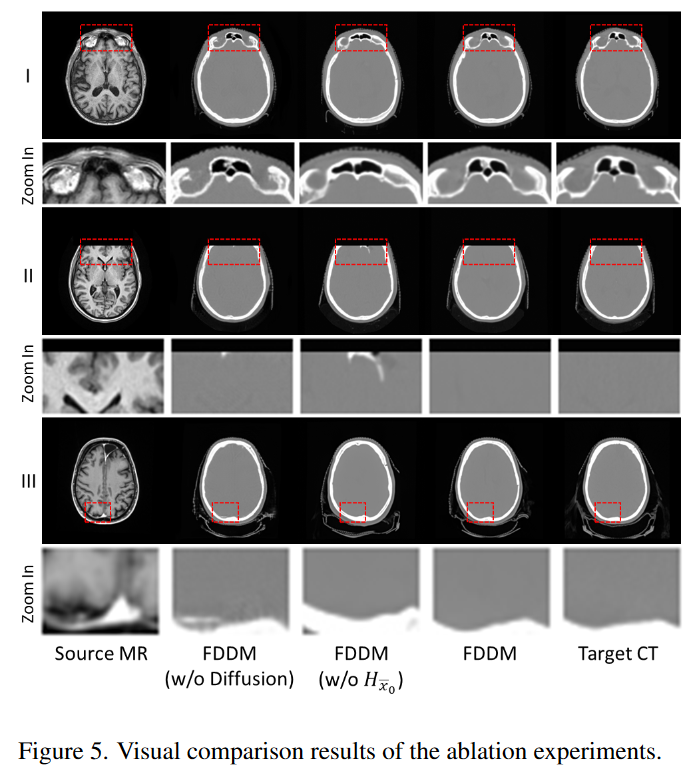 I
Zoom In
II
Zoom In
III
Zoom In
Source MR
FDDM
(w/o Diffusion)
FDDM
(w/o $H_{\bar{x}_0}$)
FDDM
Target CT
Figure 5. Visual comparison results of the ablation experiments.